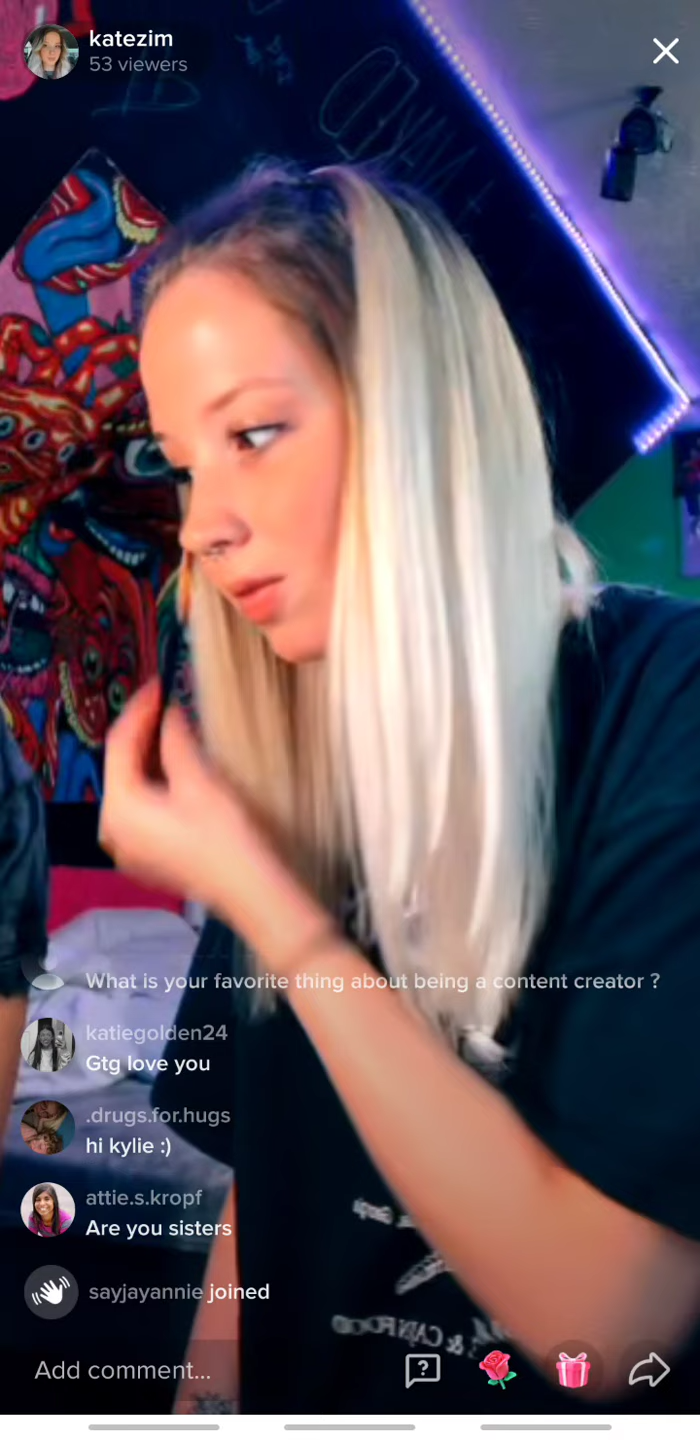 katezim
53 viewers
What is your favorite thing about being a content creator ?
katiegolden24
Gtg love you
.drugs.for.hugs
hi kylie :)
attie.s.kropf
Are you sisters
sayjayannie joined
Add comment...